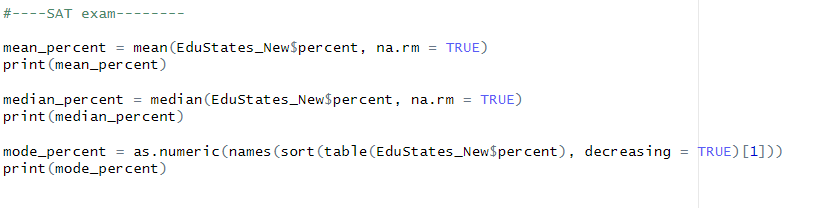 #----SAT exam--------
mean_percent = mean(EduStates_New$percent, na.rm = TRUE)
print(mean_percent)
median_percent = median(EduStates_New$percent, na.rm = TRUE)
print(median_percent)
mode_percent = as.numeric(names(sort(table(EduStates_New$percent), decreasing = TRUE)[1]))
print(mode_percent)